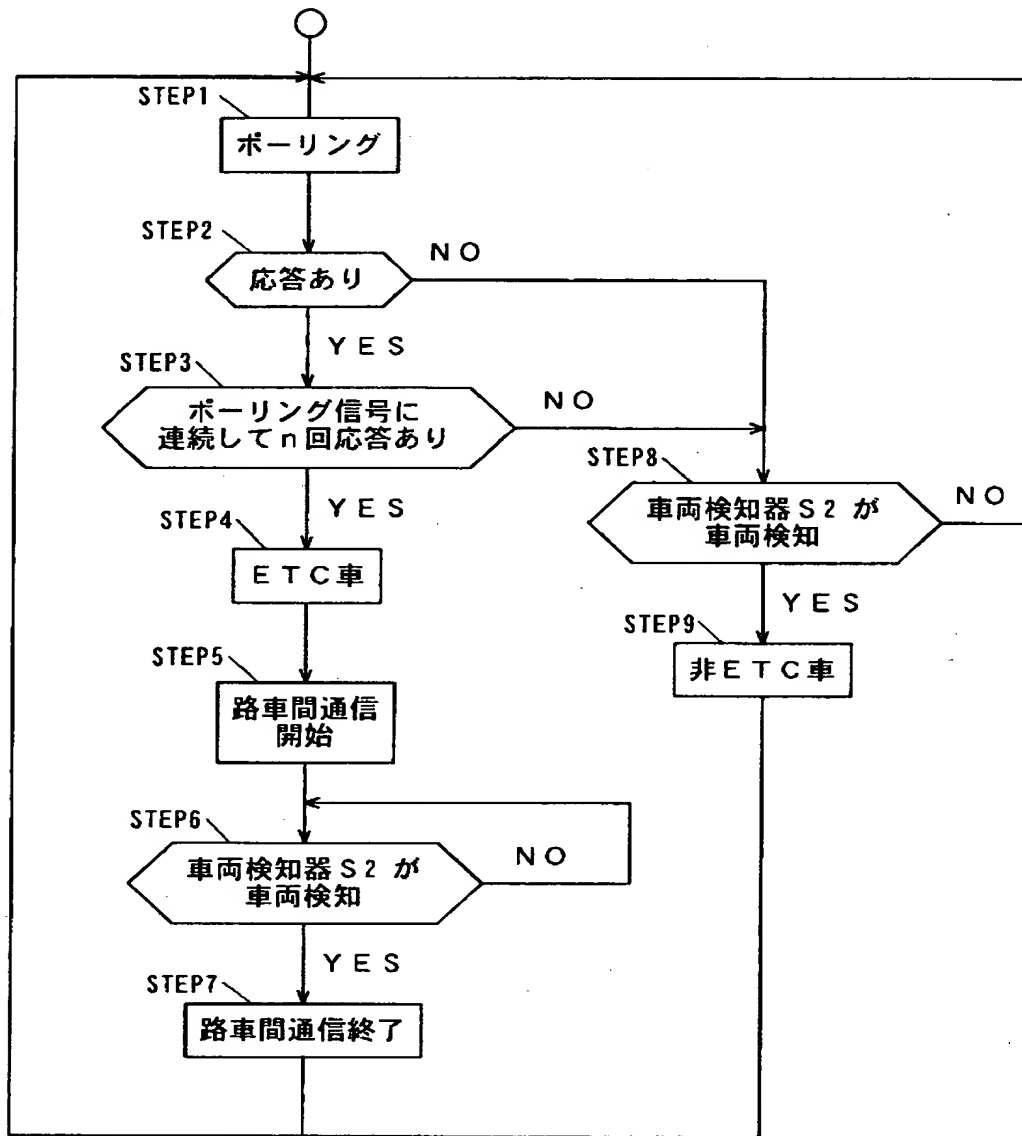 STEP1
ポーリング
STEP2
応答あり
NO
YES
STEP3
ポーリング信号に
連続してn回応答あり
NO
YES
STEP4
ETC車
STEP5
路車間通信
開始
STEP6
車両検知器S2 が
車両検知
NO
YES
STEP7
路車間通信終了
STEP8
車両検知器S2 が
車両検知
NO
YES
STEP9
非ETC車